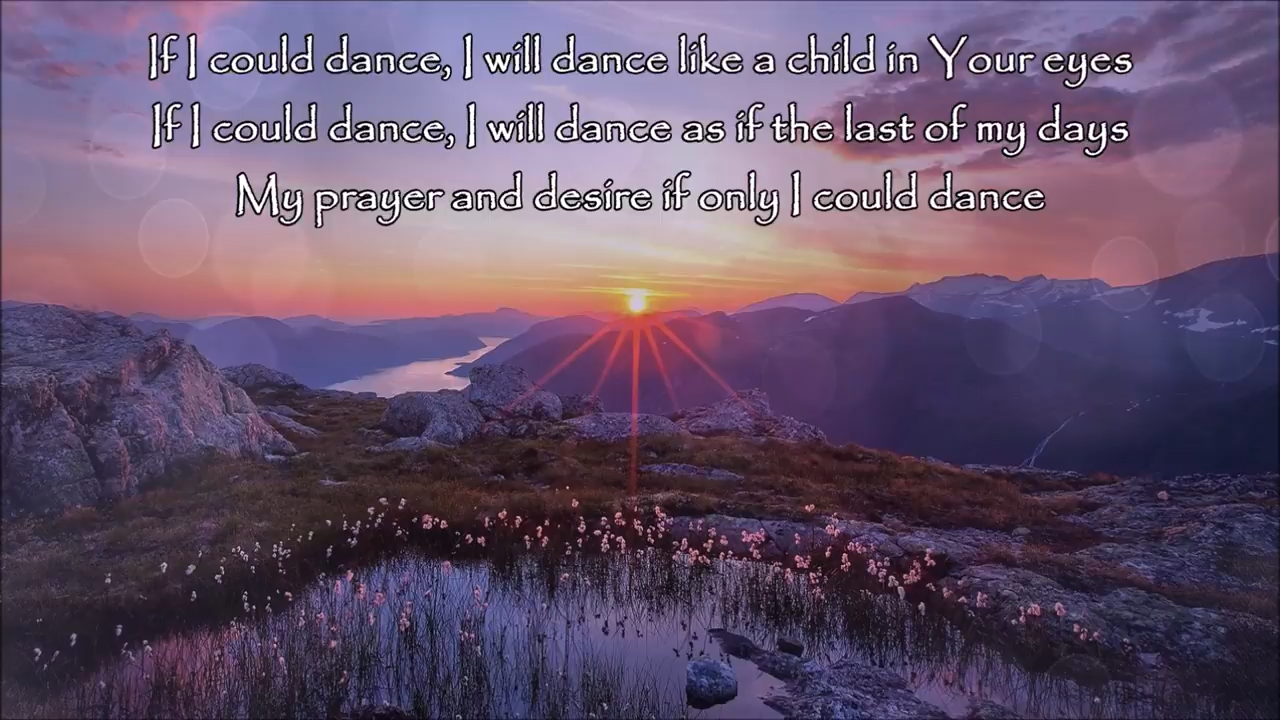 If I could dance, I will dance like a child in Your eyes
If I could dance, I will dance as if the last of my days
My prayer and desire if only I could dance